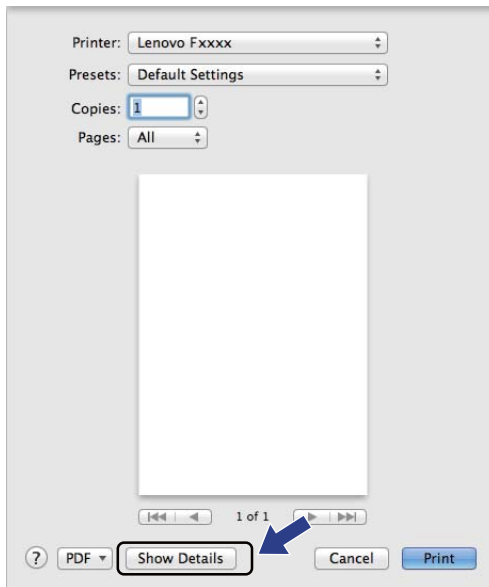 Printer: Lenovo Fxxxx
Presets: Default Settings
Copies: 1
Pages: All
1 of 1
? PDF Show Details Cancel Print